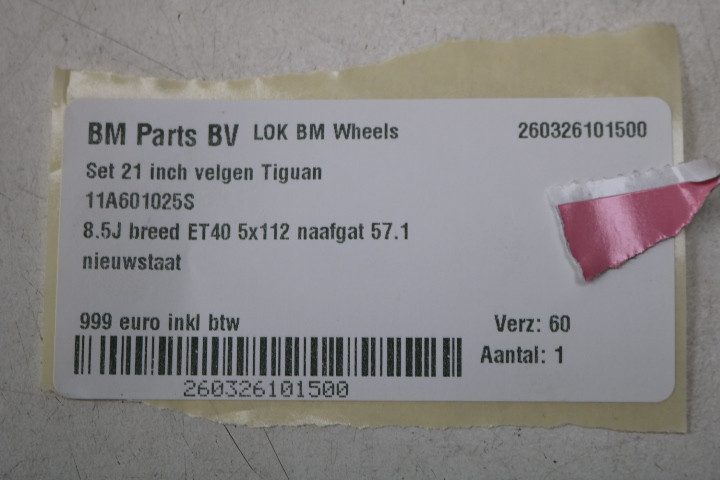 BM Parts BV LOK BM Wheels 260326101500
Set 21 inch velgen Tiguan
11A601025S
8.5J breed ET40 5x112 naafgat 57.1
nieuwstaat
999 euro inkl btw Verz: 60
Aantal: 1
260326101500